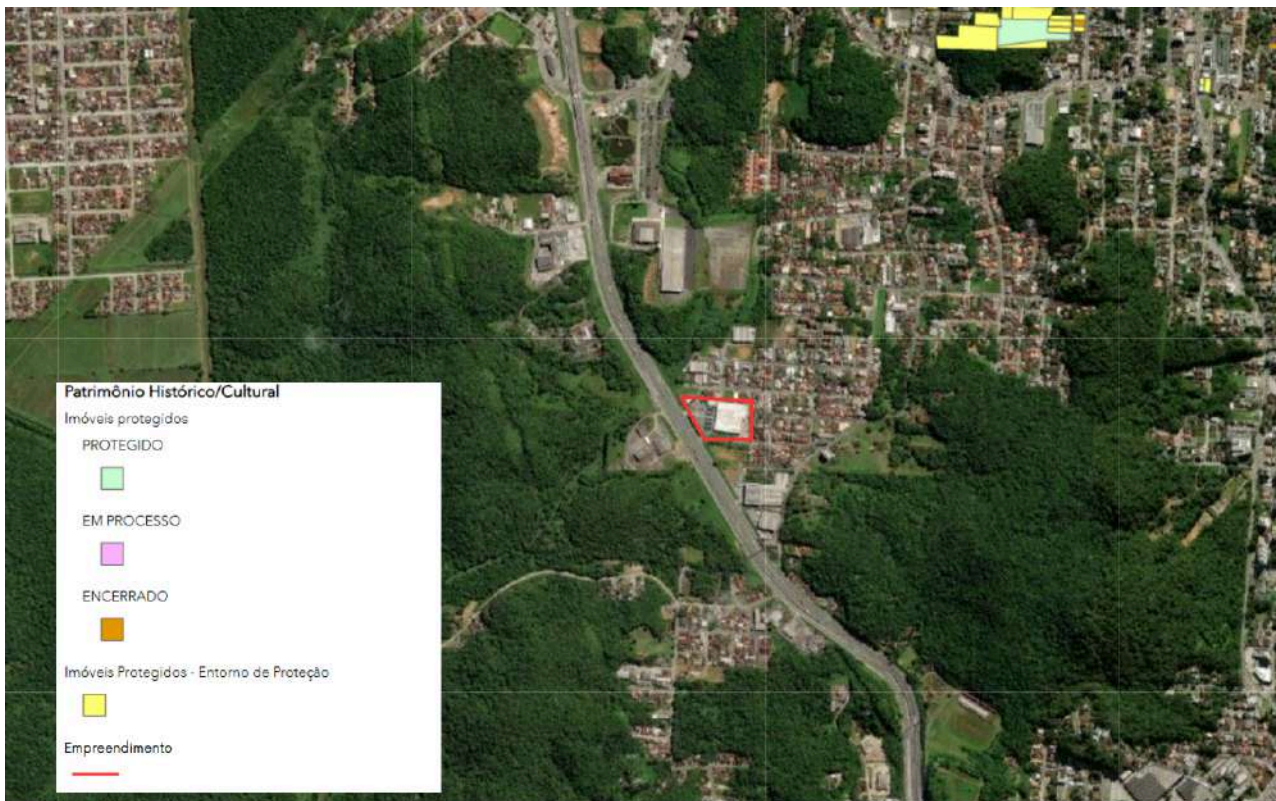 Patrimônio Histórico/Cultural
Imóveis protegidos
PROTEGIDO
EM PROCESSO
ENCERRADO
Imóveis Protegidos - Entorno de Proteção
Empreendimento